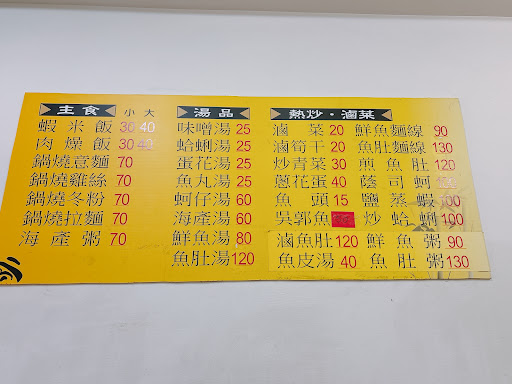 主食 小 大
蝦米飯 30 40
肉燥飯 30 40
鍋燒意麵 70
鍋燒雞絲 70
鍋燒冬粉 70
鍋燒拉麵 70
海產粥 70
湯品
味噌湯 25
蛤蜊湯 25
蛋花湯 25
魚丸湯 25
蚵仔湯 60
海產湯 60
鮮魚湯 80
魚肚湯 120
熱炒·滷菜
滷菜 20 鮮魚麵線 90
滷筍干 20 魚肚麵線 130
炒青菜 30 煎魚肚 120
蔥花蛋 40 蔭司蚵
魚頭 15 鹽蒸蝦 100
吳郭魚 炒蛤蜊 100
滷魚肚 120 鮮魚粥 90
魚皮湯 40 魚肚粥 130